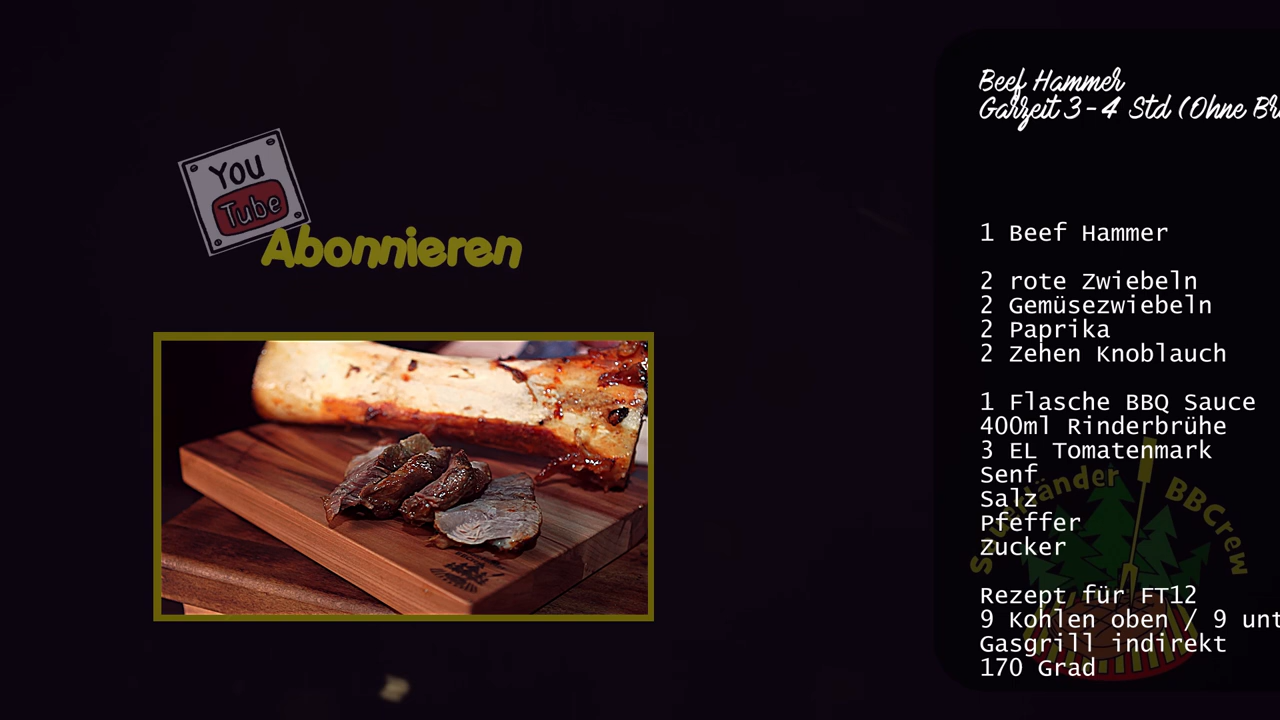 YOU
Tube
Abonnieren
Beef Hammer
Garzeit 3-4 Std (Ohne
1 Beef Hammer
2 rote Zwiebeln
2 Gemüsezwiebeln
2 Paprika
2 Zehen Knoblauch
1 Flasche BBQ Sauce
400ml Rinderbrühe
3 EL Tomatenmark
Senf
Salz
Pfeffer
Zucker
Rezept für FT12
9 Kohlen oben / 9
Gasgrill indirekt
170 Grad
Sauerländer BBCrew